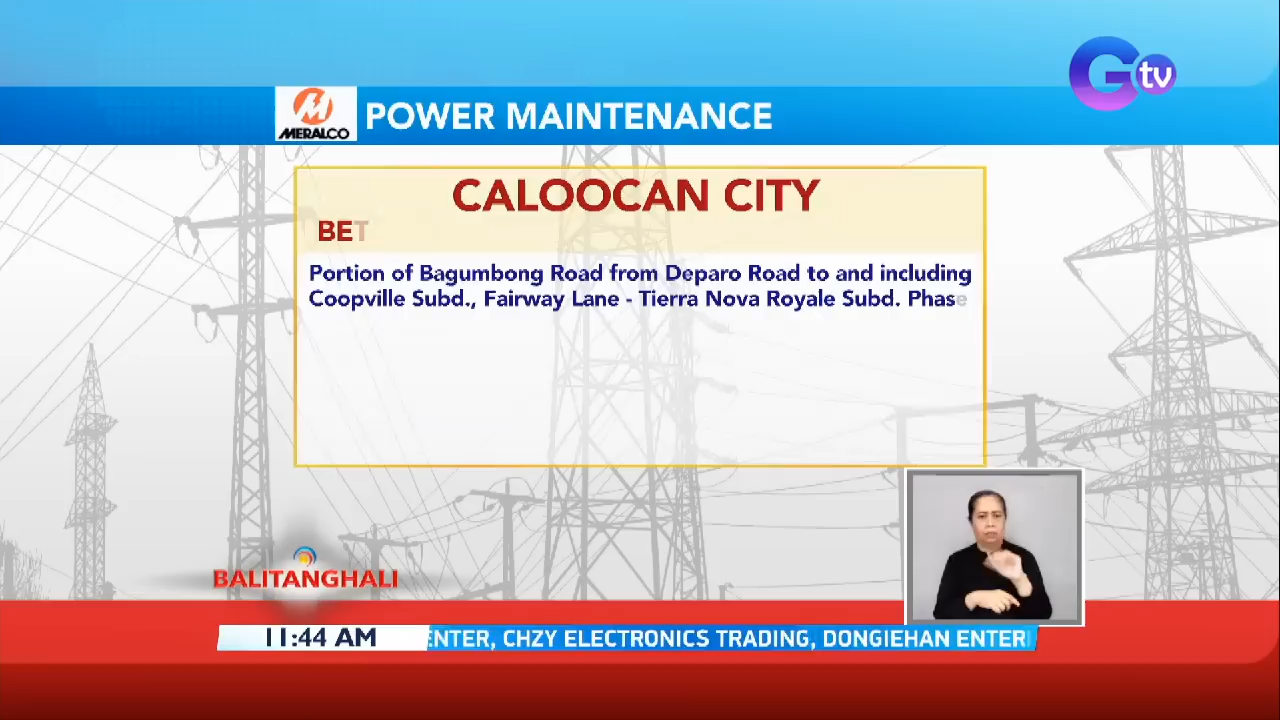 Gtv
MERALCO
POWER MAINTENANCE
CALOOCAN CITY
BET
Portion of Bagumbong Road from Deparo Road to and including
Coopville Subd., Fairway Lane - Tierra Nova Royale Subd. Phase
BALITANGHALI
11:44 AM
ENTER, CHZY ELECTRONICS TRADING, DONGIEHAN ENTER